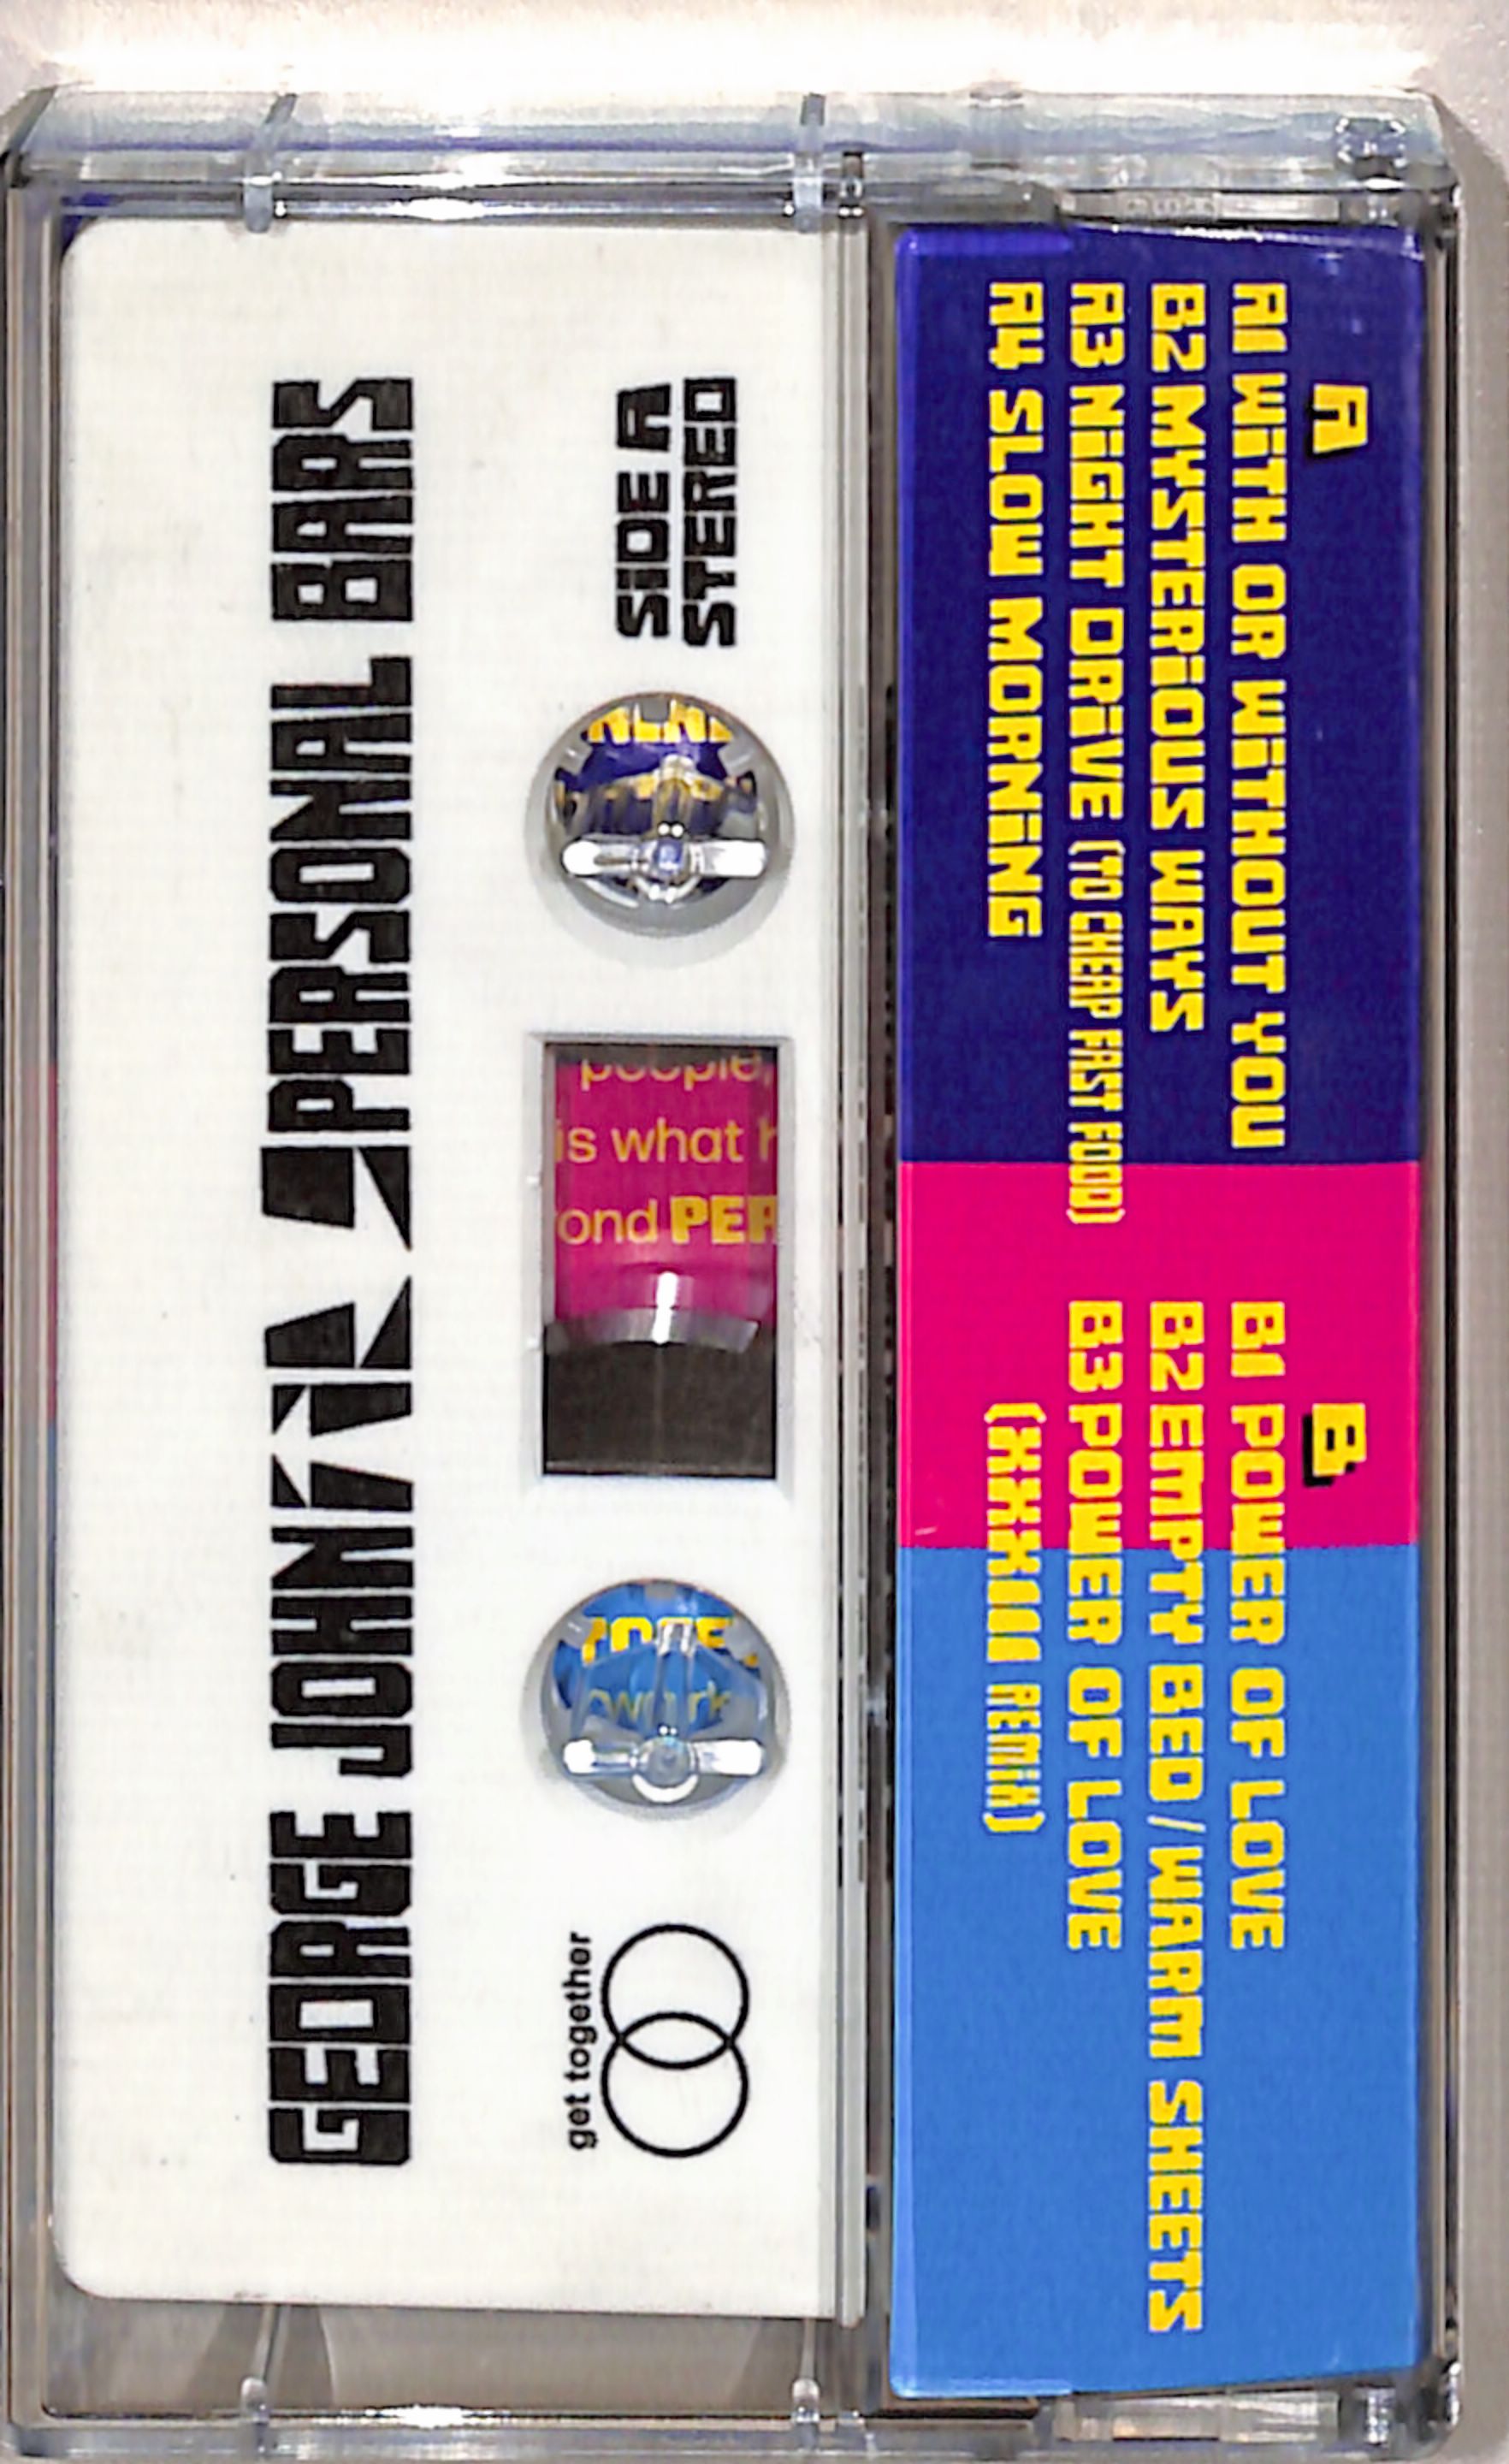 A
A1 WiTH OR WiTHOUT YOU
B2 MYSTERiOUS WAYS
A3 NiGHT DRiVE (TO CHEAP FAST FOOD)
A4 SLOW MORNiNG
B
B1 POWER OF LOVE
B2 EMPTY BED/WARM SHEETS
B3 POWER OF LOVE
(XXXIII REMiX)
GEORGE JOHN PERSONAL BARS
get together
SiDE A
STEREO
people,
is what
ond PER